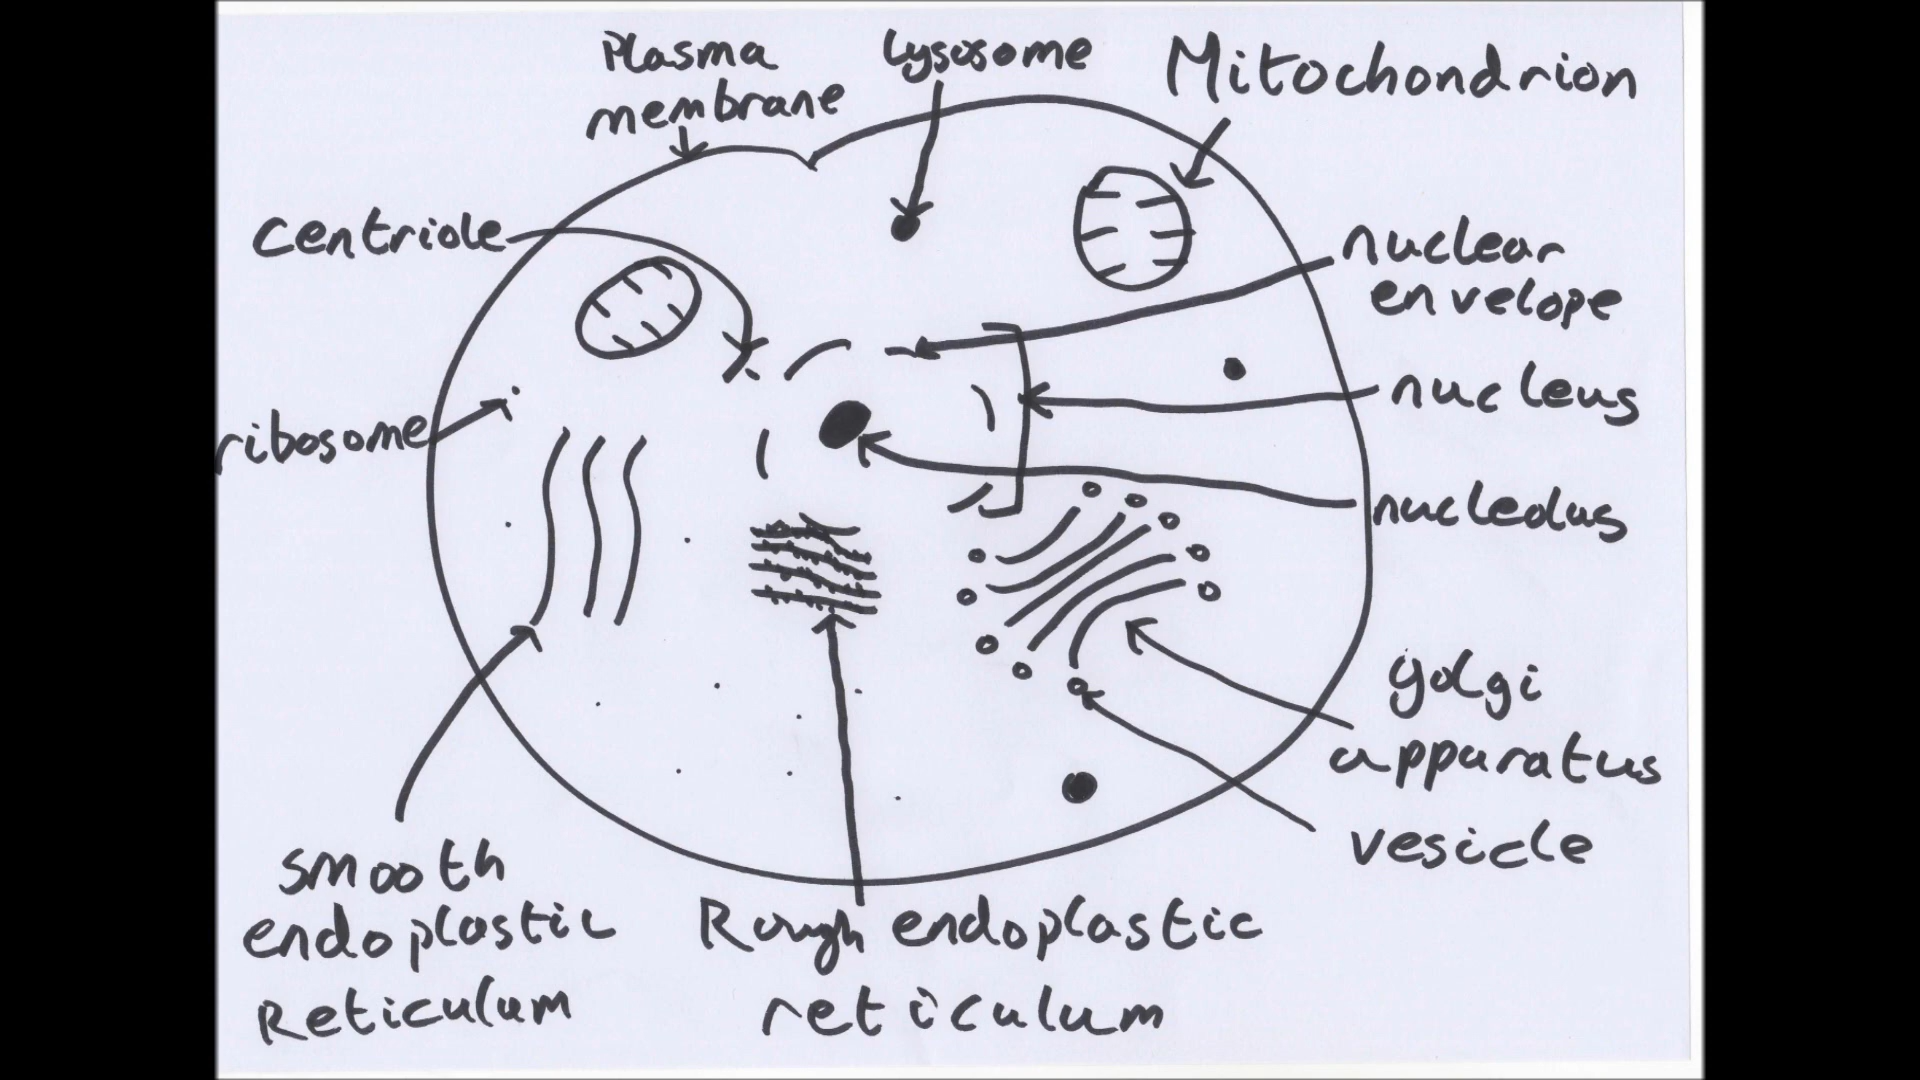 Plasma
membrane
Lysosome
Mitochondrion
Centriole
nuclear
envelope
nucleus
ribosome
nucleolus
golgi
apparatus
vesicle
smooth
endoplastic
Reticulum
Rough endoplastic
reticulum